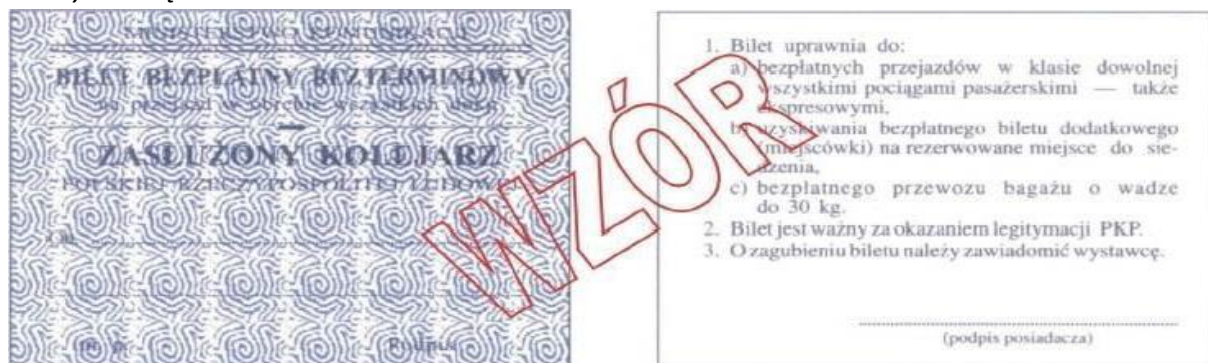 MINISTERSTWO KOMUNIKACJI
BILET BEZPŁATNY BEZTERMINOWY
na przejazd w obrębie wszystkich
ZASŁUŻONY KOLEJARZ
POLSKIEJ RZECZYPOSPOLITEJ LUDOWEJ
Podpis
WZÓR
1. Bilet uprawnia do:
a) bezpłatnych przejazdów w klasie dowolnej
wszystkimi pociągami pasażerskimi — także
ekspresowymi,
b) uzyskiwania bezpłatnego biletu dodatkowego
(miejscówki) na rezerwowane miejsce do sie-
dzenia,
c) bezpłatnego przewozu bagażu o wadze
do 30 kg.
2. Bilet jest ważny za okazaniem legitymacji PKP.
3. O zagubieniu biletu należy zawiadomić wystawcę.
(podpis posiadacza)